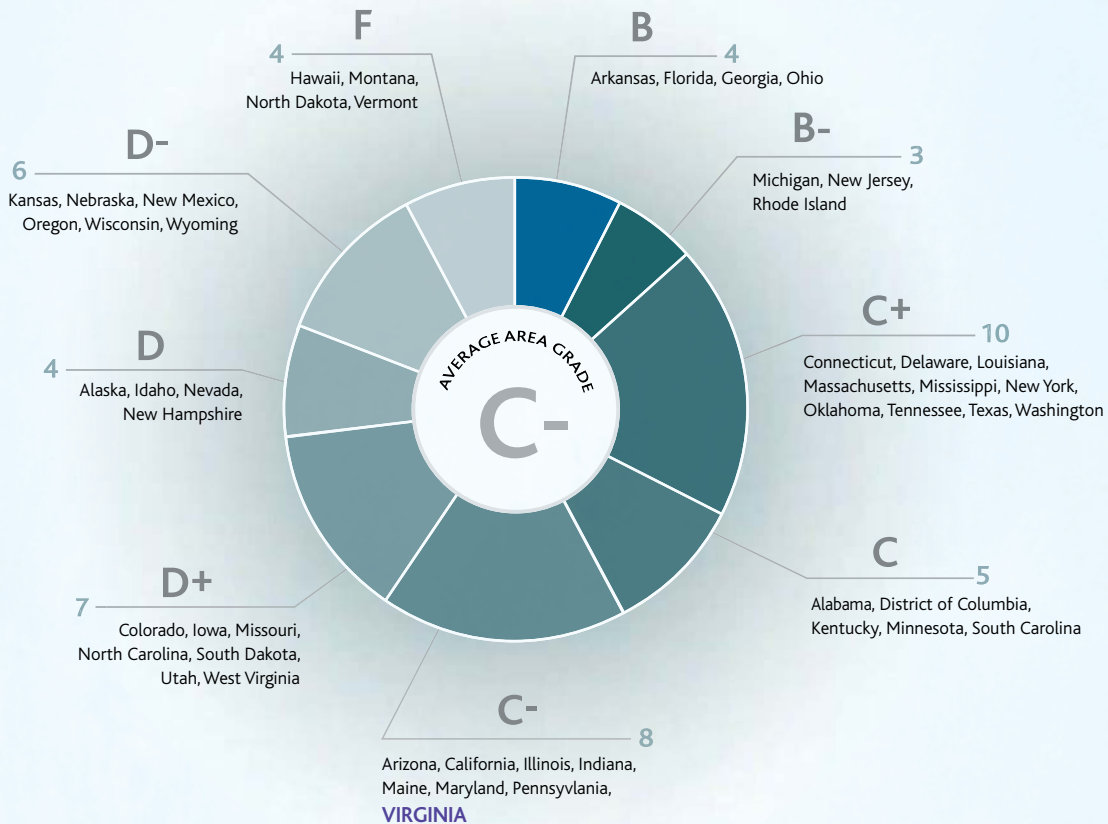 F
4
Hawaii, Montana,
North Dakota, Vermont
B
4
Arkansas, Florida, Georgia, Ohio
B-
3
Michigan, New Jersey,
Rhode Island
D-
6
Kansas, Nebraska, New Mexico,
Oregon, Wisconsin, Wyoming
C+
10
Connecticut, Delaware, Louisiana,
Massachusetts, Mississippi, New York,
Oklahoma, Tennessee, Texas, Washington
D
4
Alaska, Idaho, Nevada,
New Hampshire
AVERAGE AREA GRADE
C-
C
5
Alabama, District of Columbia,
Kentucky, Minnesota, South Carolina
D+
7
Colorado, Iowa, Missouri,
North Carolina, South Dakota,
Utah, West Virginia
C-
8
Arizona, California, Illinois, Indiana,
Maine, Maryland, Pennsyvlania,
VIRGINIA